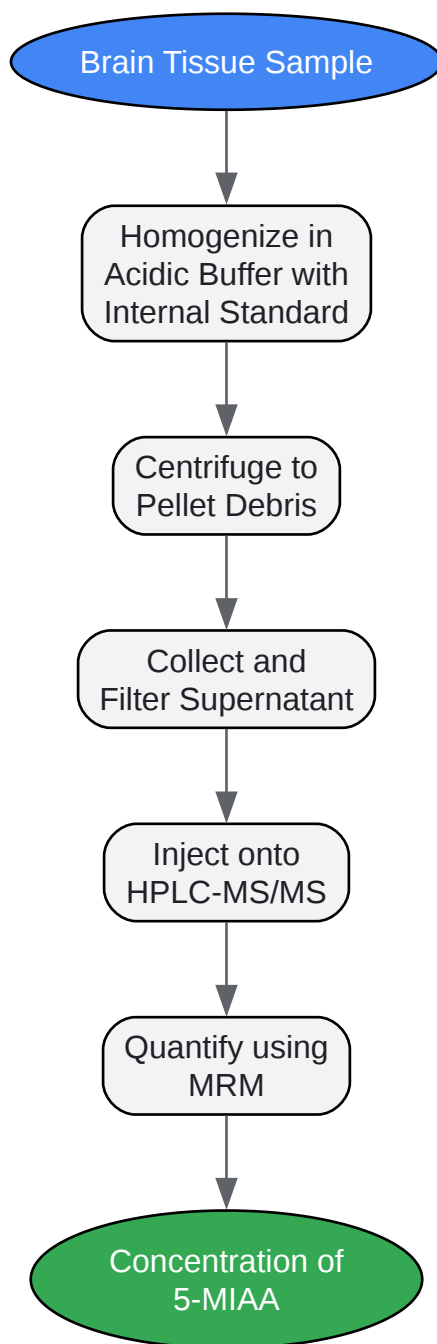 Brain Tissue Sample
Homogenize in
Acidic Buffer with
Internal Standard
Centrifuge to
Pellet Debris
Collect and
Filter Supernatant
Inject onto
HPLC-MS/MS
Quantify using
MRM
Concentration of
5-MIAA